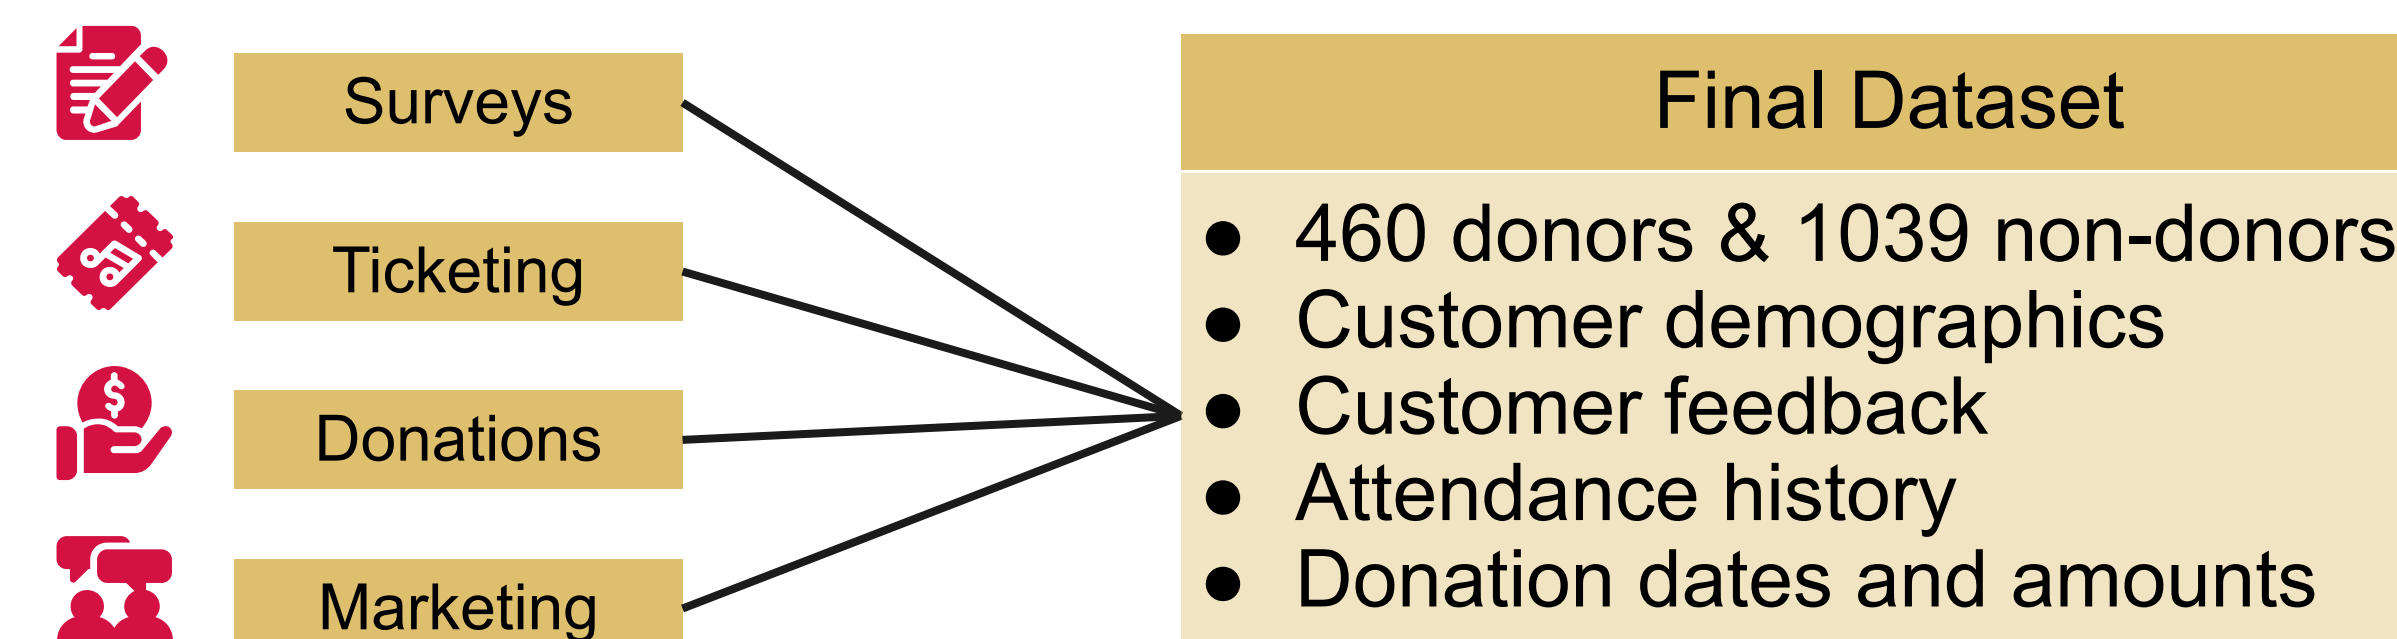 Surveys
Ticketing
Donations
Marketing
Final Dataset
● 460 donors & 1039 non-donors
● Customer demographics
● Customer feedback
● Attendance history
● Donation dates and amounts